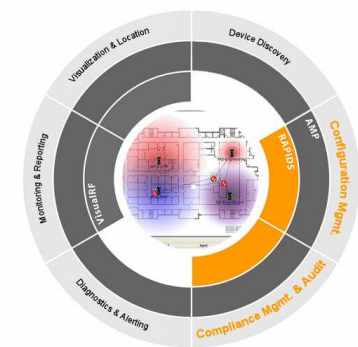 Visualization & Location
Device Discovery
Monitoring & Reporting
VisualRF
RAPIDS
AMP
Configuration Mgmt.
Diagnostics & Alerting
Compliance Mgmt. & Audit